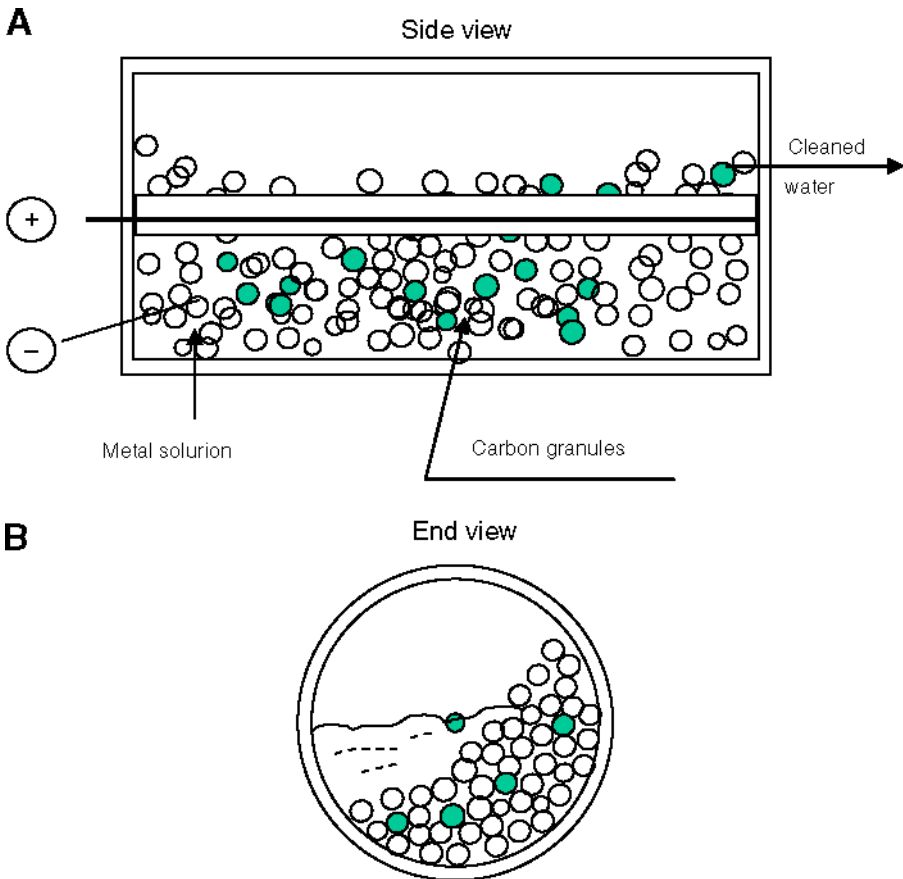 A
Side view
Cleaned
water
+
−
Metal solurion
Carbon granules
B
End view